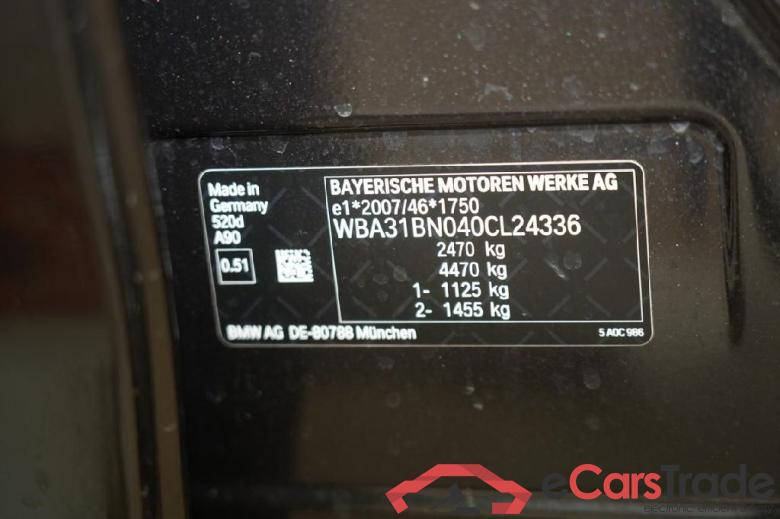 Made in
Germany
520d
A90
0.51
BAYERISCHE MOTOREN WERKE AG
e1*2007/46*1750
WBA31BN040CL24336
2470 kg
4470 kg
1- 1125 kg
2- 1455 kg
BMW AG DE-80788 München
5 A0C 986
eCarsTrade